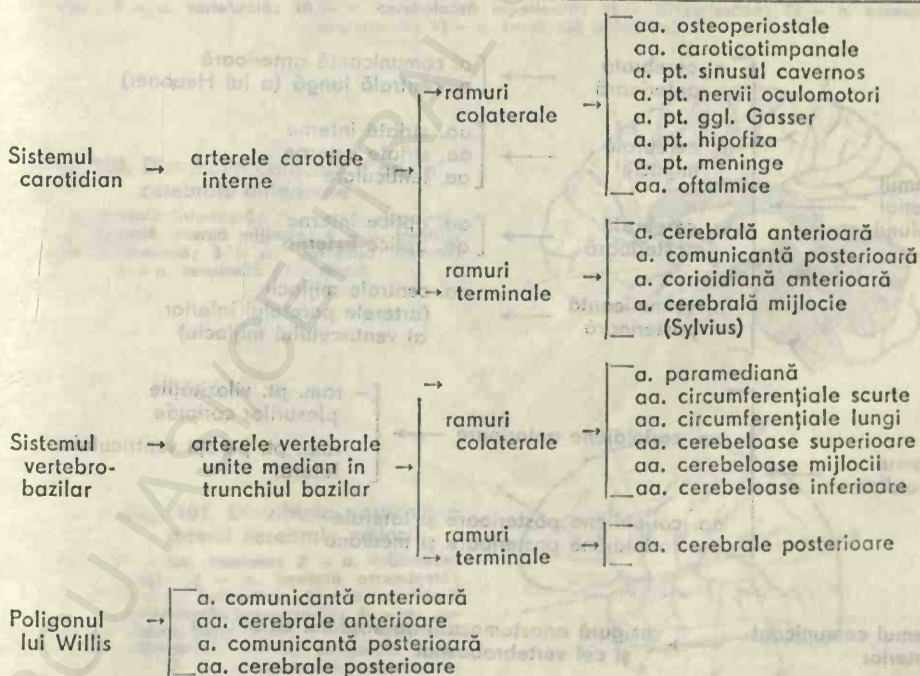 Sistemul carotidian → arterele carotide interne →
→ ramuri colaterale →
aa. osteoperiostale
aa. caroticotimpanale
a. pt. sinusul cavernos
a. pt. nervii oculomotori
a. pt. ggl. Gasser
a. pt. hipofiza
a. pt. meninge
aa. oftalmice
→ ramuri terminale →
a. cerebrală anterioară
a. comunicantă posterioară
a. corioidiană anterioară
a. cerebrală mijlocie
(Sylvius)
Sistemul vertebro-bazilar → arterele vertebrale unite median în trunchiul bazilar →
→ ramuri colaterale →
a. paramediană
aa. circumferențiale scurte
aa. circumferențiale lungi
aa. cerebeloase superioare
aa. cerebeloase mijlocii
aa. cerebeloase inferioare
→ ramuri terminale →
aa. cerebrale posterioare
Poligonul lui Willis →
a. comunicantă anterioară
aa. cerebrale anterioare
a. comunicantă posterioară
aa. cerebrale posterioare